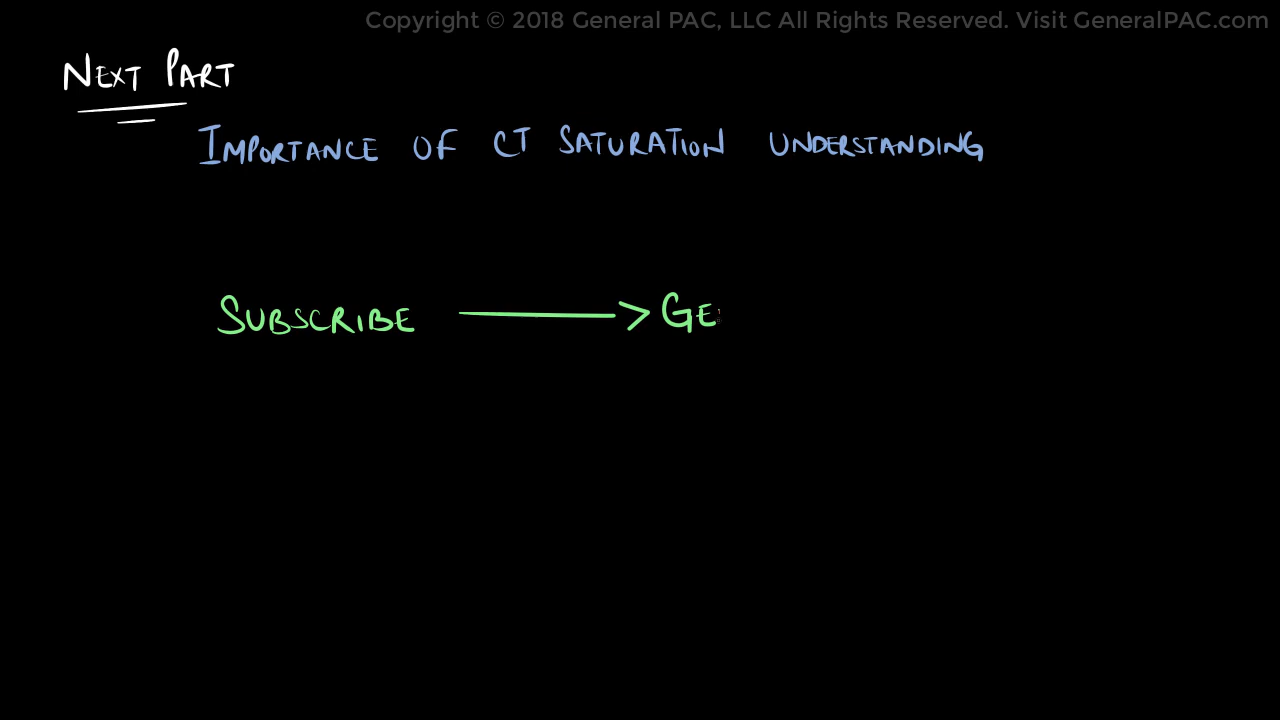 Copyright © 2018 General PAC, LLC All Rights Reserved. Visit GeneralPAC.com
NEXT PART
IMPORTANCE OF CT SATURATION UNDERSTANDING
SUBSCRIBE → GE